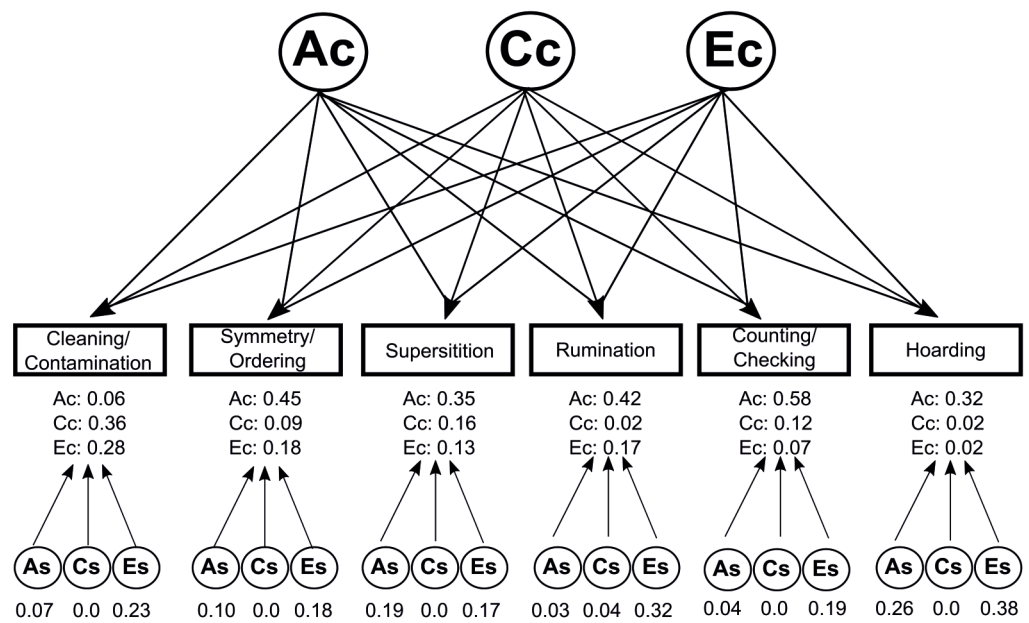 Ac Cc Ec
Cleaning/ Contamination
Symmetry/ Ordering
Supersitition
Rumination
Counting/ Checking
Hoarding
Ac: 0.06 Ac: 0.45 Ac: 0.35 Ac: 0.42 Ac: 0.58 Ac: 0.32
Cc: 0.36 Cc: 0.09 Cc: 0.16 Cc: 0.02 Cc: 0.12 Cc: 0.02
Ec: 0.28 Ec: 0.18 Ec: 0.13 Ec: 0.17 Ec: 0.07 Ec: 0.02
As Cs Es As Cs Es As Cs Es As Cs Es As Cs Es As Cs Es
0.07 0.0 0.23 0.10 0.0 0.18 0.19 0.0 0.17 0.03 0.04 0.32 0.04 0.0 0.19 0.26 0.0 0.38